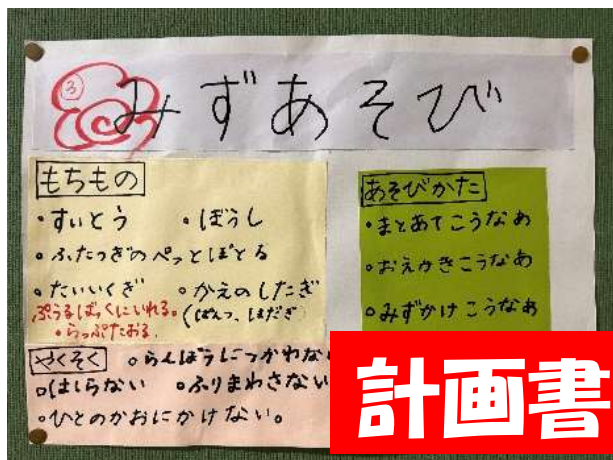 ③
みずあそび
もちもの
・すいとう ・ぼうし
・ふたつきのぺっとぼとる
・たいいくぎ ・かえのしたぎ
ぷうるばっくにいれる。 (ぱんつ、はだぎ)
・らっぷたおる
あそびかた
・まとあてこうなあ
・おえかきこうなあ
・みずかけこうなあ
やくそく ・らんぼうにつかわない
・はしらない ・ふりまわさない
・ひとのかおにかけない。
計画書